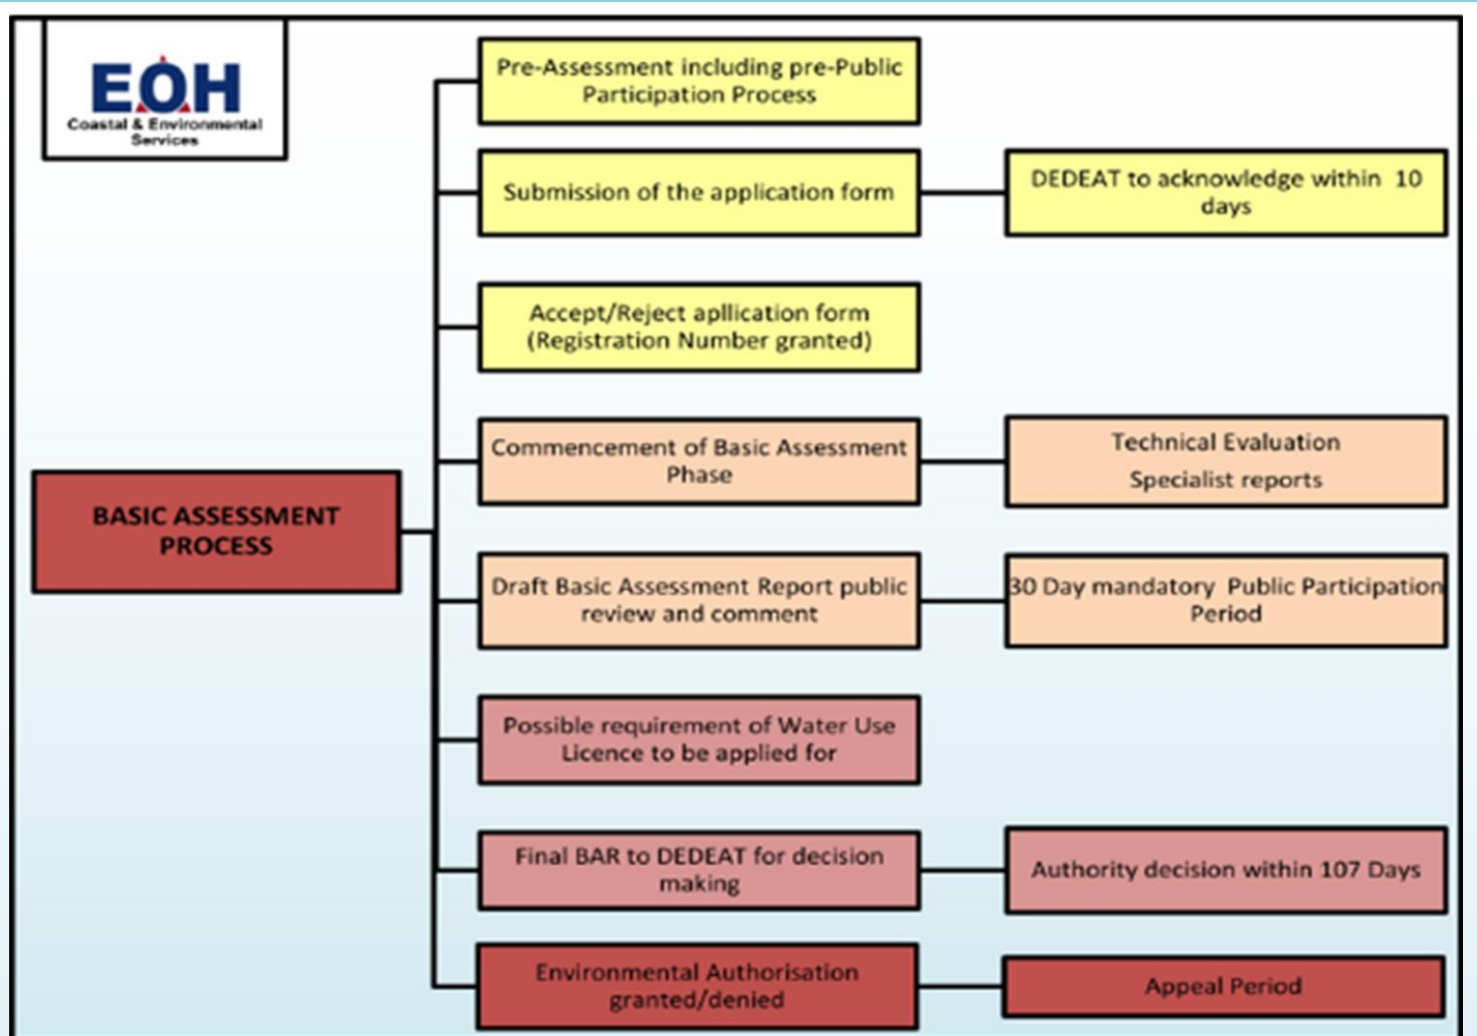 EOH
Coastal & Environmental
Services
Pre-Assessment including pre-Public
Participation Process
Submission of the application form
DEDEAT to acknowledge within 10
days
Accept/Reject apllication form
(Registration Number granted)
Commencement of Basic Assessment
Phase
Technical Evaluation
Specialist reports
BASIC ASSESSMENT
PROCESS
Draft Basic Assessment Report public
review and comment
30 Day mandatory Public Participation
Period
Possible requirement of Water Use
Licence to be applied for
Final BAR to DEDEAT for decision
making
Authority decision within 107 Days
Environmental Authorisation
granted/denied
Appeal Period